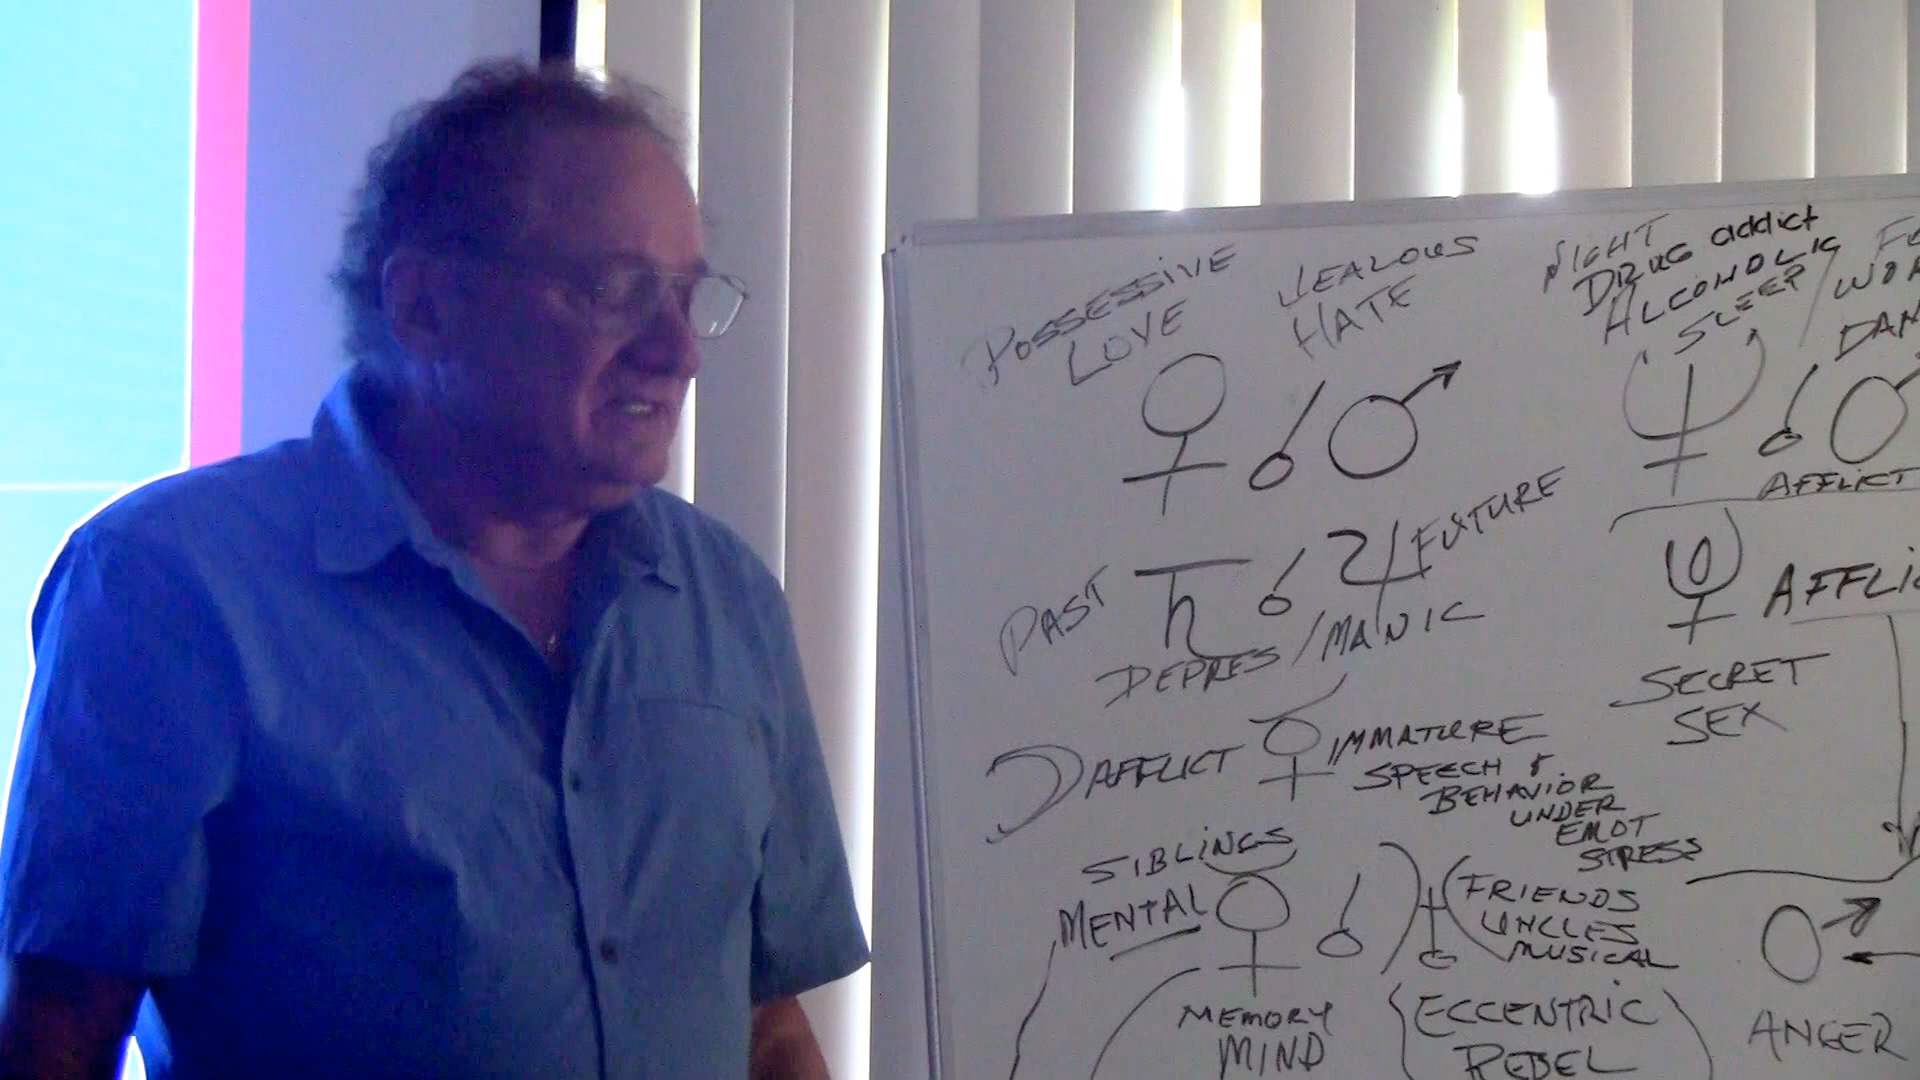 POSSESSIVE
LOVE
JEALOUS
HATE
NIGHT
DRUG addict
ALCOHOLIC
SLEEP
♀ ☌ ♂
☌ ♂
AFFLICT
PAST ♄ ☌ ♃ FUTURE
DEPRES/MANIC
AFFLIC
SECRET
SEX
☽ AFFLICT ☿ IMMATURE
SPEECH &
BEHAVIOR
UNDER
EMOT
STRESS
SIBLINGS
MENTAL ☿ ☌ ♅
FRIENDS
UNCLES
MUSICAL
MEMORY
MIND
ECCENTRIC
REBEL
♂
ANGER